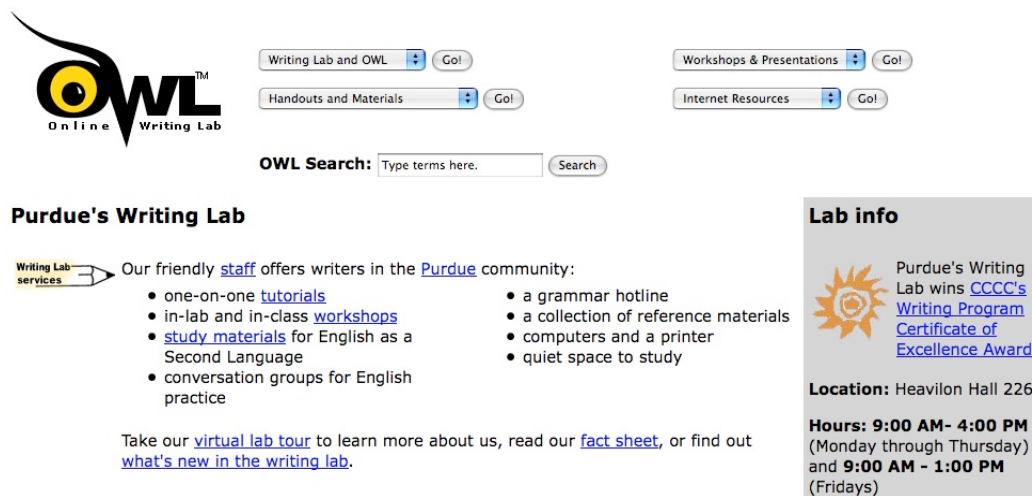 OWL TM
Online Writing Lab
Writing Lab and OWL Go!
Workshops & Presentations Go!
Handouts and Materials Go!
Internet Resources Go!
OWL Search: Type terms here. Search
Purdue's Writing Lab
Writing Lab
services
Our friendly staff offers writers in the Purdue community:
• one-on-one tutorials
• in-lab and in-class workshops
• study materials for English as a
Second Language
• conversation groups for English
practice
• a grammar hotline
• a collection of reference materials
• computers and a printer
• quiet space to study
Take our virtual lab tour to learn more about us, read our fact sheet, or find out
what's new in the writing lab.
Lab info
Purdue's Writing
Lab wins CCCC's
Writing Program
Certificate of
Excellence Award
Location: Heavilon Hall 226
Hours: 9:00 AM- 4:00 PM
(Monday through Thursday)
and 9:00 AM - 1:00 PM
(Fridays)